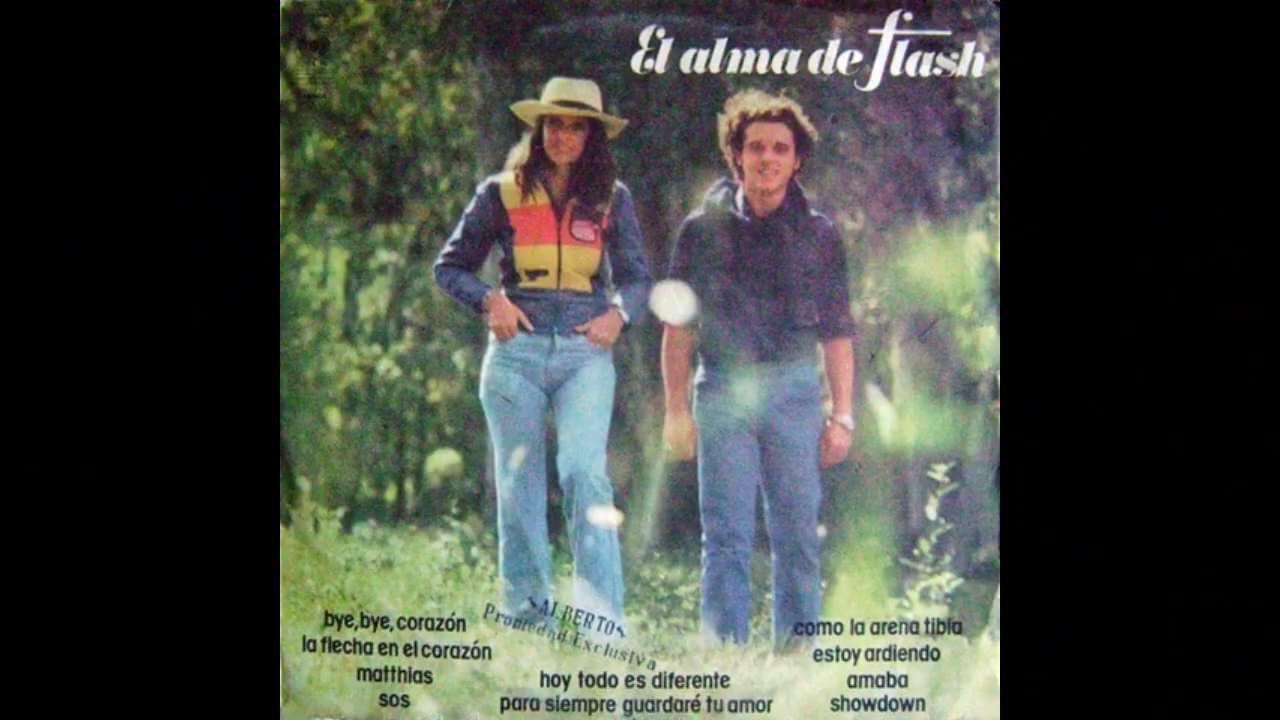 El alma de flash
bye, bye, corazón
la flecha en el corazón
matthias
sos
ALBERTO
Propiedad Exclusiva
hoy todo es diferente
para siempre guardaré tu amor
como la arena tibia
estoy ardiendo
amaba
showdown